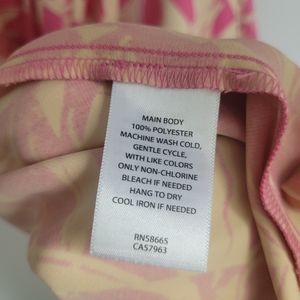 MAIN BODY
100% POLYESTER
MACHINE WASH COLD,
GENTLE CYCLE,
WITH LIKE COLORS
ONLY NON-CHLORINE
BLEACH IF NEEDED
HANG TO DRY
COOL IRON IF NEEDED
RN58665
CA57963